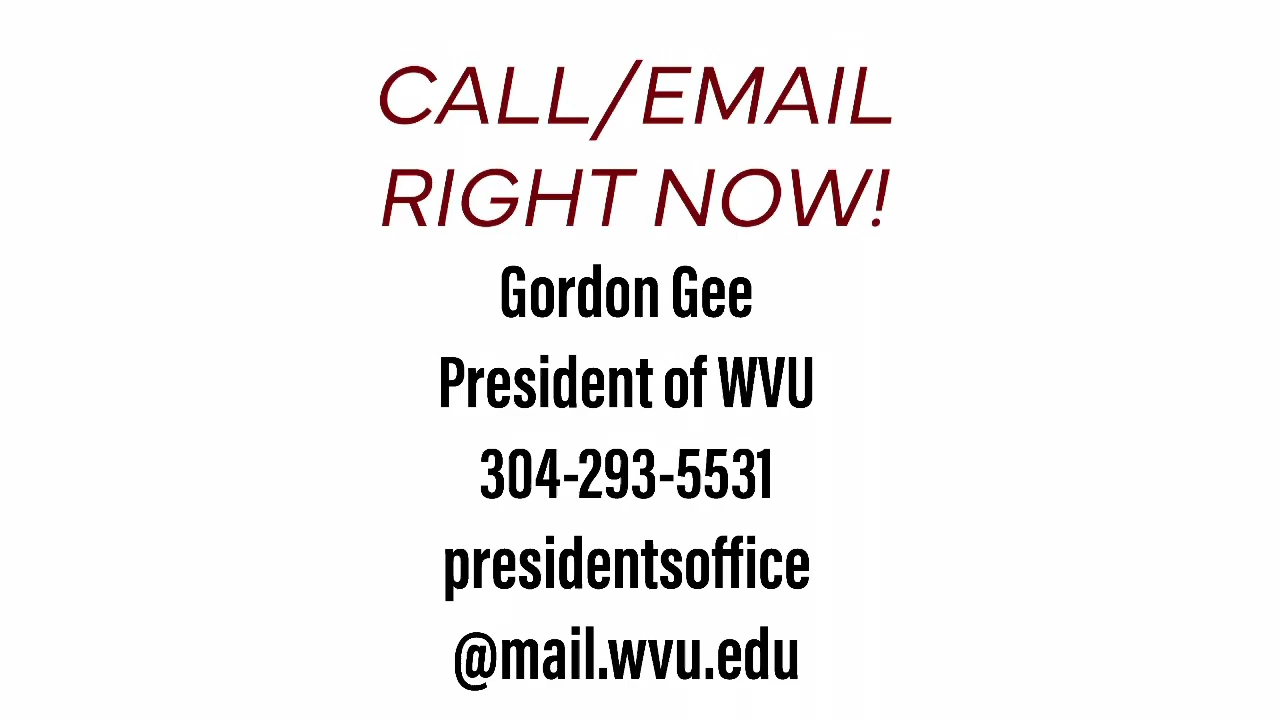 CALL/EMAIL
RIGHT NOW!
Gordon Gee
President of WVU
304-293-5531
presidentsoffice
@mail.wvu.edu